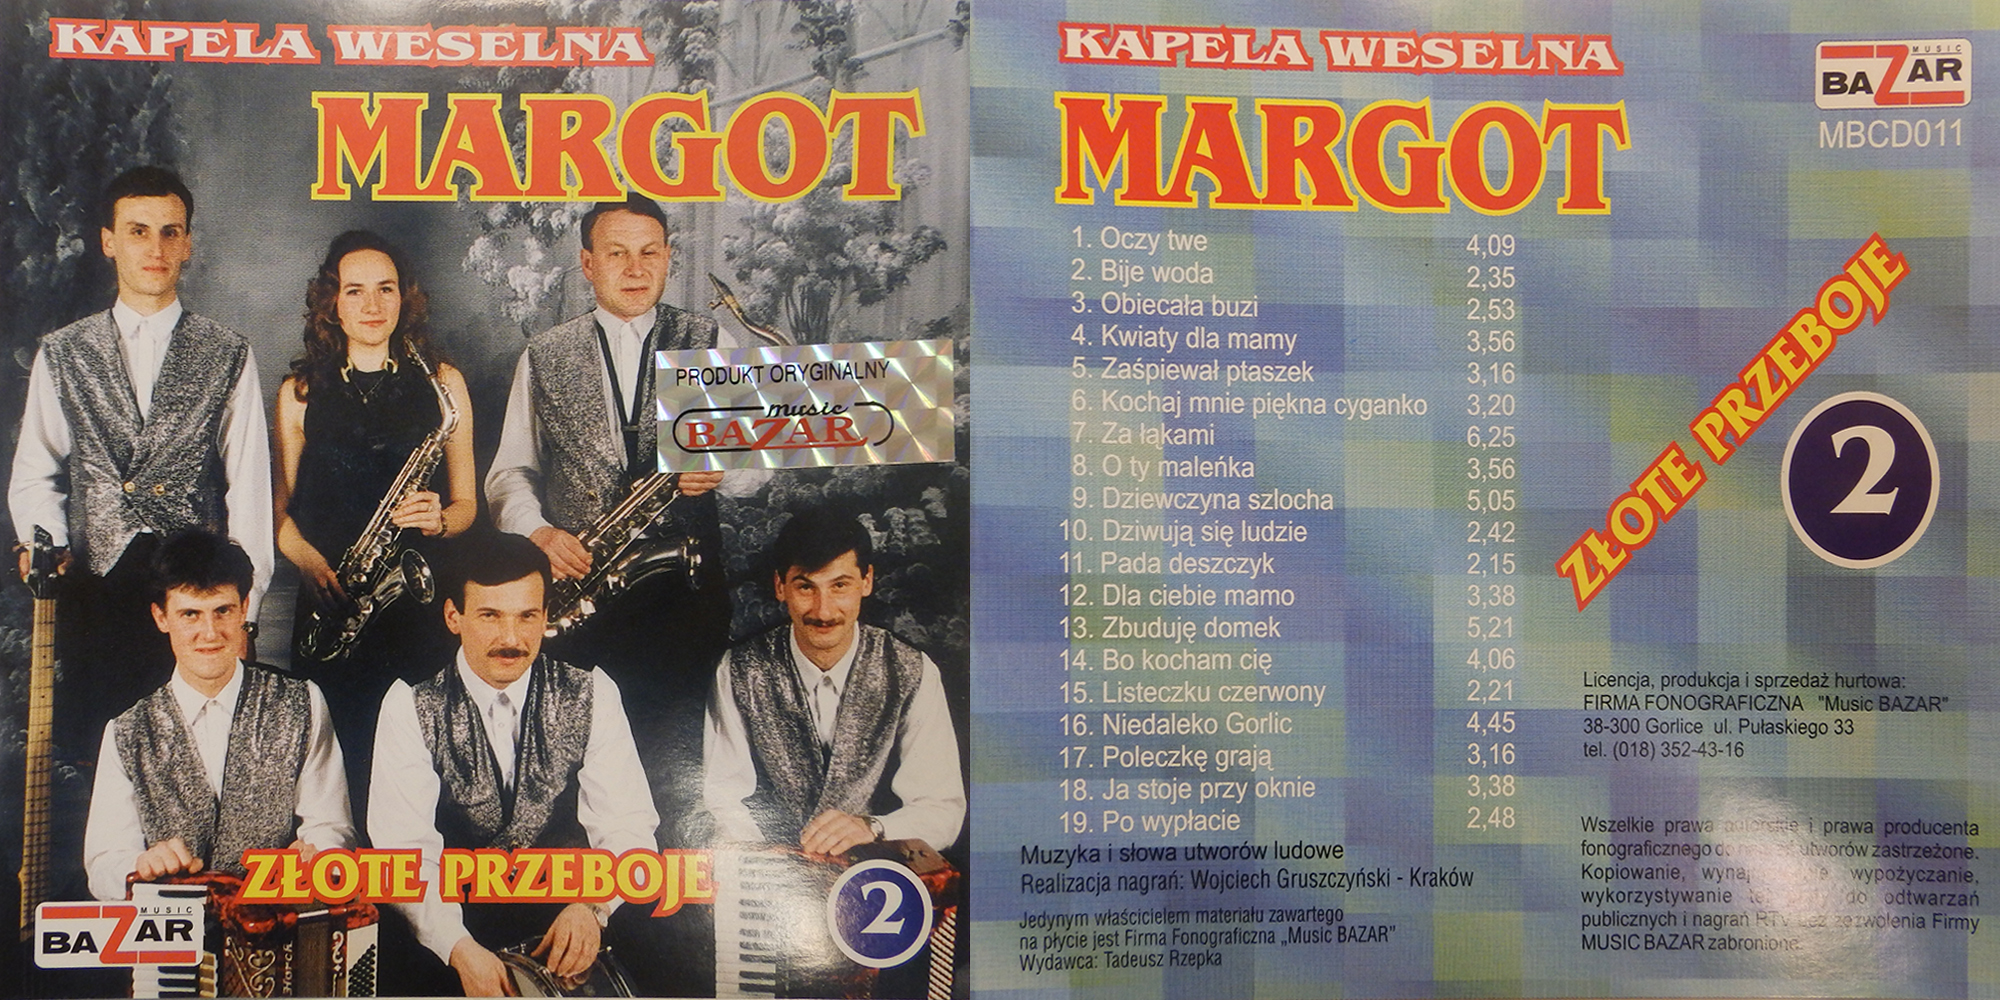 KAPELA WESELNA
MARGOT
PRODUKT ORYGINALNY
music
BAZAR
ZŁOTE PRZEBOJE
2
MUSIC
BAZAR
KAPELA WESELNA
MARGOT
MUSIC
BAZAR
MBCD011
1. Oczy twe 4,09
2. Bije woda 2,35
3. Obiecała buzi 2,53
4. Kwiaty dla mamy 3,56
5. Zaśpiewał ptaszek 3,16
6. Kochaj mnie piękna cyganko 3,20
7. Za łąkami 6,25
8. O ty maleńka 3,56
9. Dziewczyna szlocha 5,05
10. Dziwują się ludzie 2,42
11. Pada deszczyk 2,15
12. Dla ciebie mamo 3,38
13. Zbuduję domek 5,21
14. Bo kocham cię 4,06
15. Listeczku czerwony 2,21
16. Niedaleko Gorlic 4,45
17. Poleczkę grają 3,16
18. Ja stoje przy oknie 3,38
19. Po wypłacie 2,48
Muzyka i słowa utworów ludowe
Realizacja nagrań: Wojciech Gruszczyński - Kraków
Jedynym właścicielem materiału zawartego
na płycie jest Firma Fonograficzna „Music BAZAR"
Wydawca: Tadeusz Rzepka
ZŁOTE PRZEBOJE
2
Licencja, produkcja i sprzedaż hurtowa:
FIRMA FONOGRAFICZNA "Music BAZAR"
38-300 Gorlice ul. Pułaskiego 33
tel. (018) 352-43-16
Wszelkie prawa autorskie i prawa producenta
fonograficznego do utworów zastrzeżone.
Kopiowanie, wypożyczanie,
wykorzystywanie do odtwarzań
publicznych i nagrań RTV bez zezwolenia Firmy
MUSIC BAZAR zabronione.